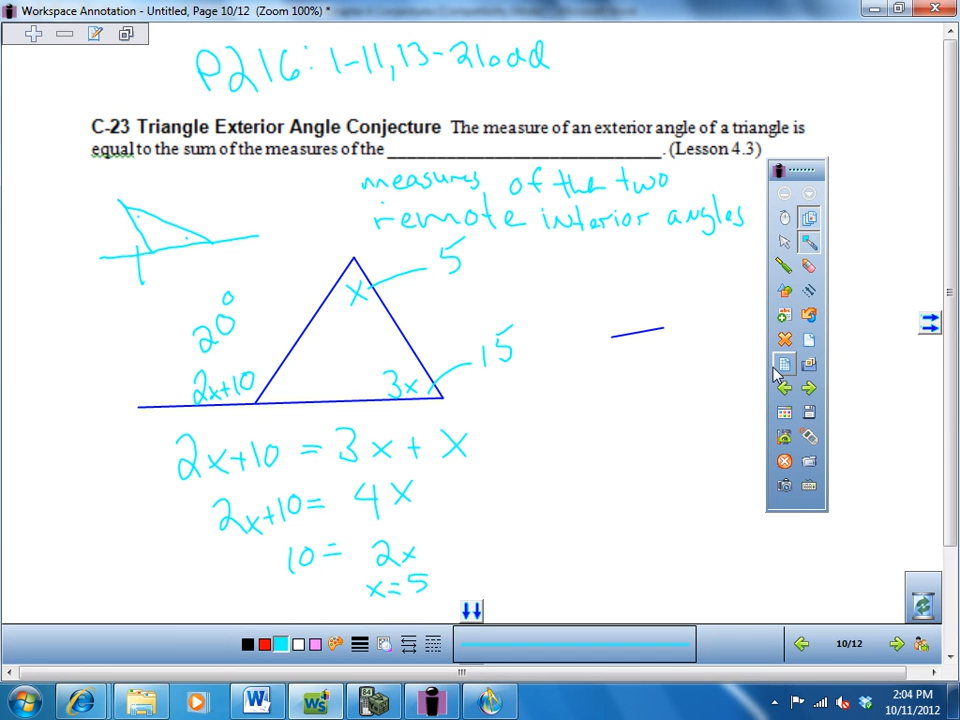 Workspace Annotation - Untitled, Page 10/12 (Zoom 100%) *
P216: 1-11, 13-21odd
C-23 Triangle Exterior Angle Conjecture The measure of an exterior angle of a triangle is
equal to the sum of the measures of the ______________________________. (Lesson 4.3)
measures of the two
remote interior angles
5
x
20°
15
2x+10
3x
2x+10 = 3x + x
2x+10 = 4x
10 = 2x
x=5
10/12
W
WS
84
2:04 PM
10/11/2012